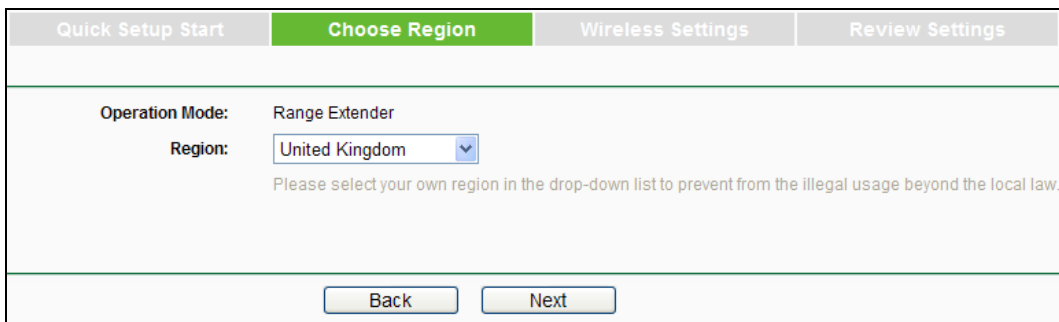 Quick Setup Start Choose Region Wireless Settings Review Settings
Operation Mode: Range Extender
Region: United Kingdom
Please select your own region in the drop-down list to prevent from the illegal usage beyond the local law.
Back Next